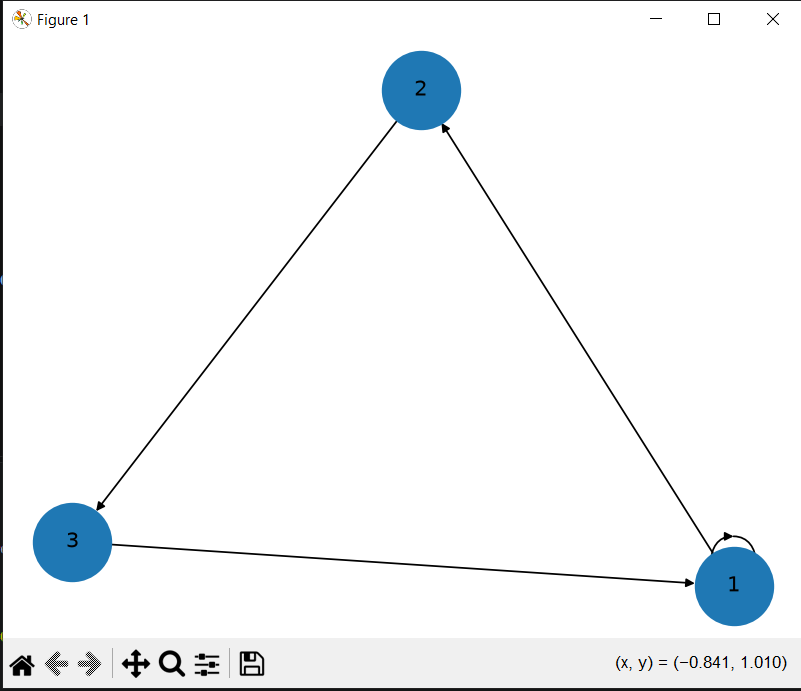 Figure 1
2
3
1
(x, y) = (−0.841, 1.010)